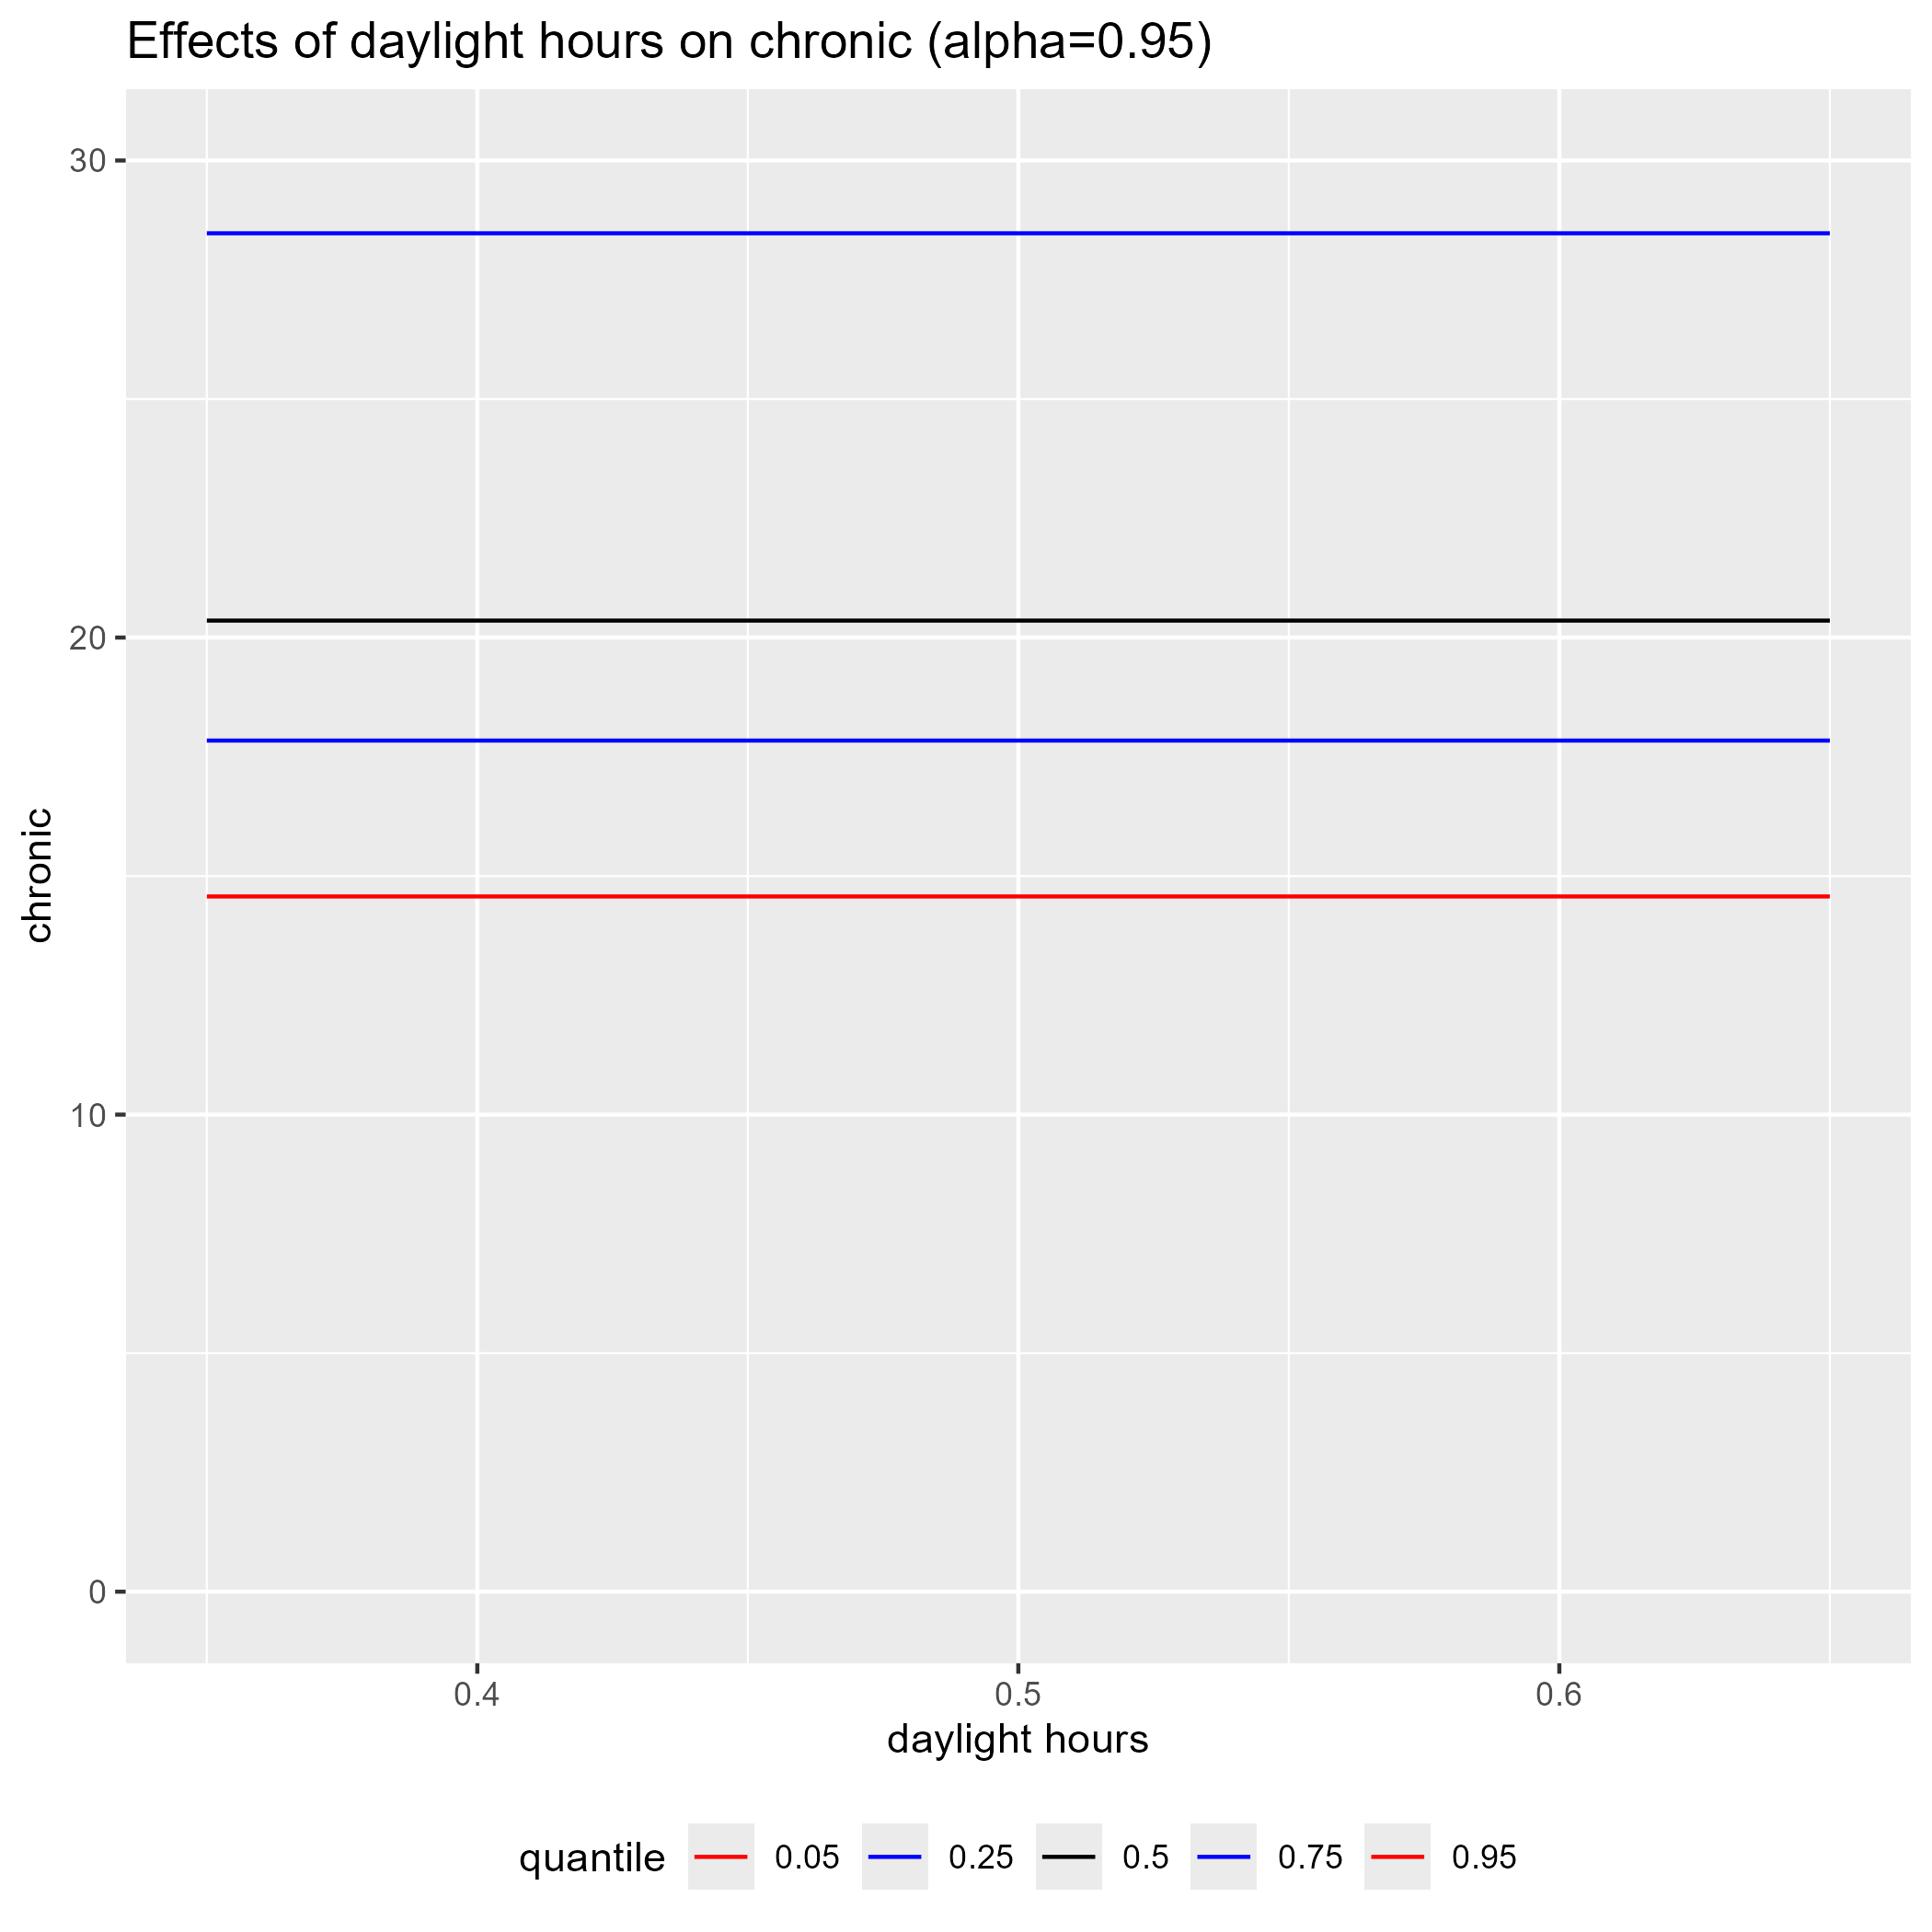 Effects of daylight hours on chronic (alpha=0.95)
30
20
10
0
chronic
0.4 0.5 0.6
daylight hours
quantile 0.05 0.25 0.5 0.75 0.95